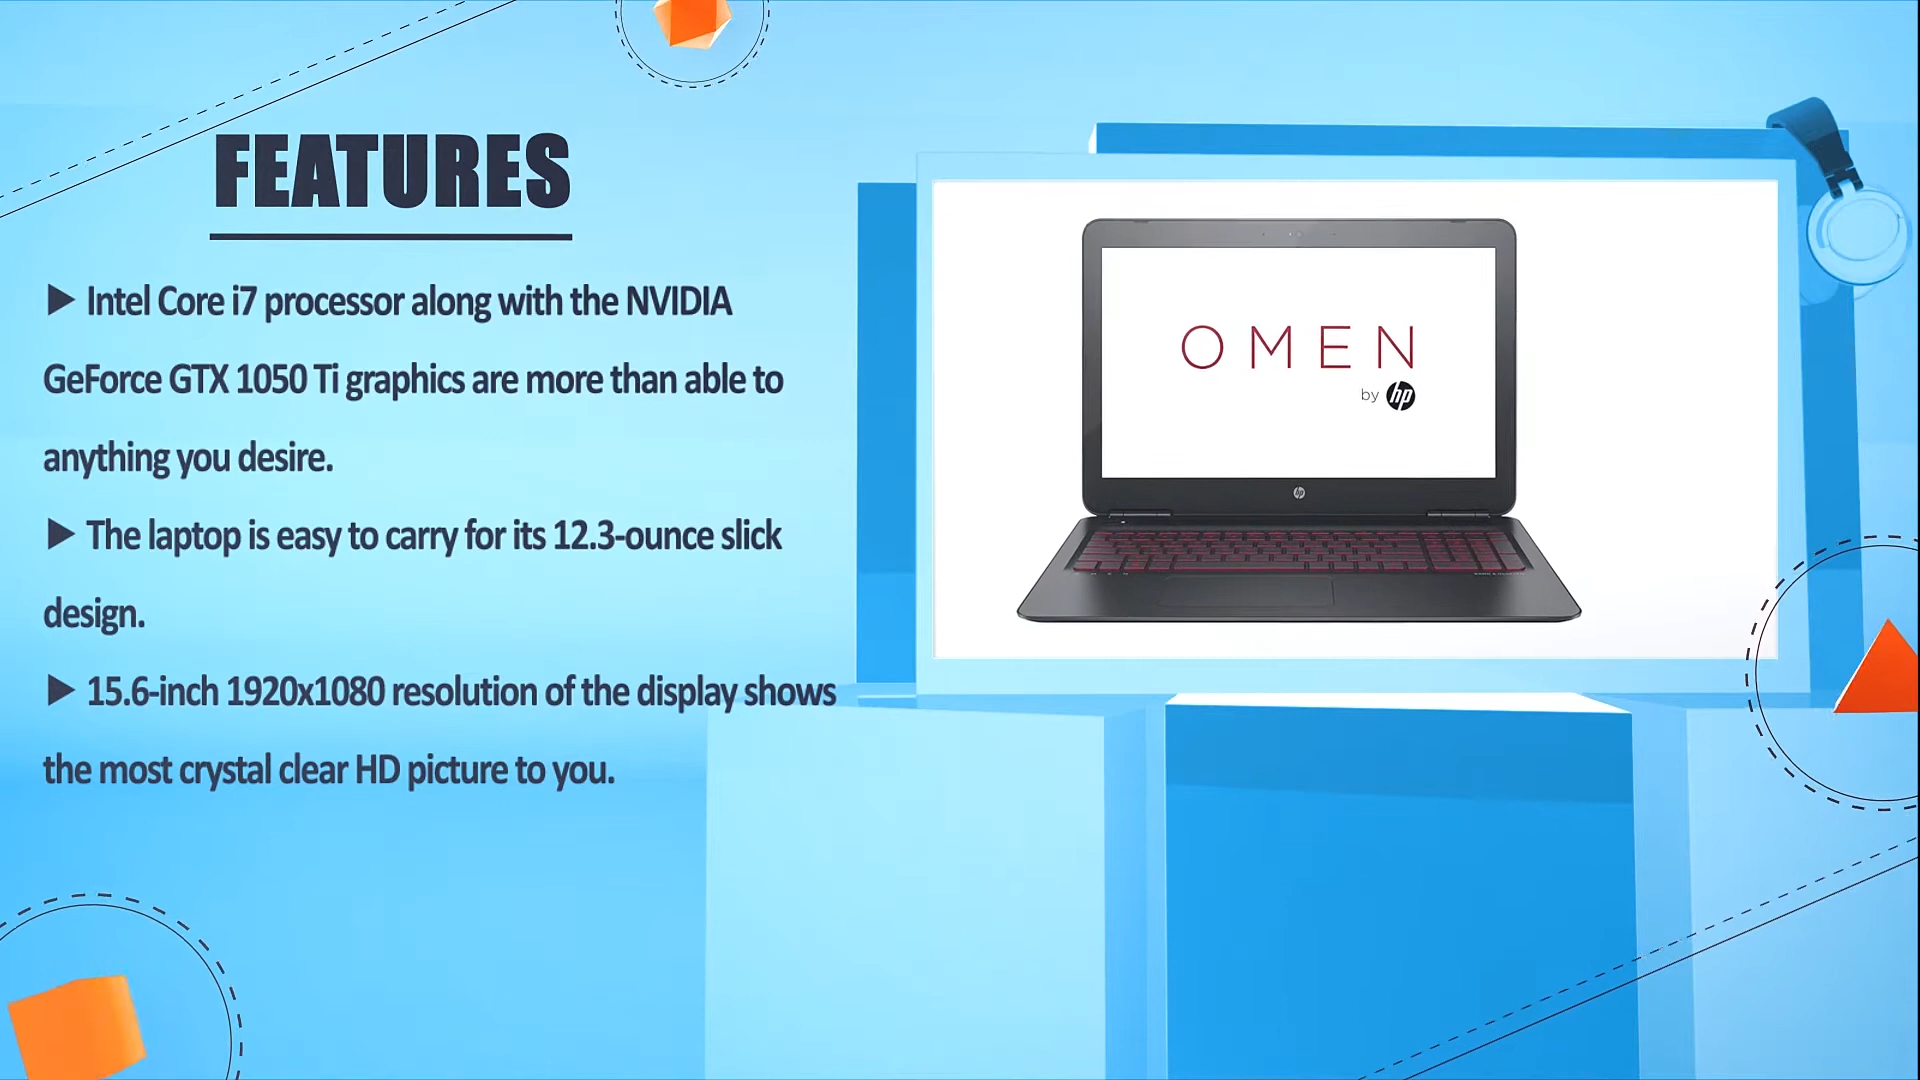 FEATURES
▶ Intel Core i7 processor along with the NVIDIA
GeForce GTX 1050 Ti graphics are more than able to
anything you desire.
▶ The laptop is easy to carry for its 12.3-ounce slick
design.
▶ 15.6-inch 1920x1080 resolution of the display shows
the most crystal clear HD picture to you.
OMEN
by hp
hp